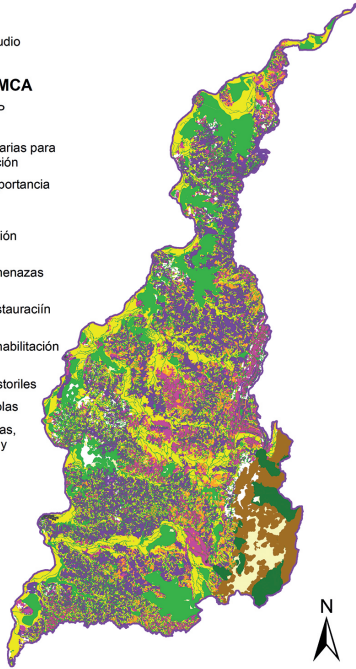 udio
MCA
P
arias para
ción
portancia
ión
menazas
stauraciín
habilitación
storiles
olas
as,
y
N